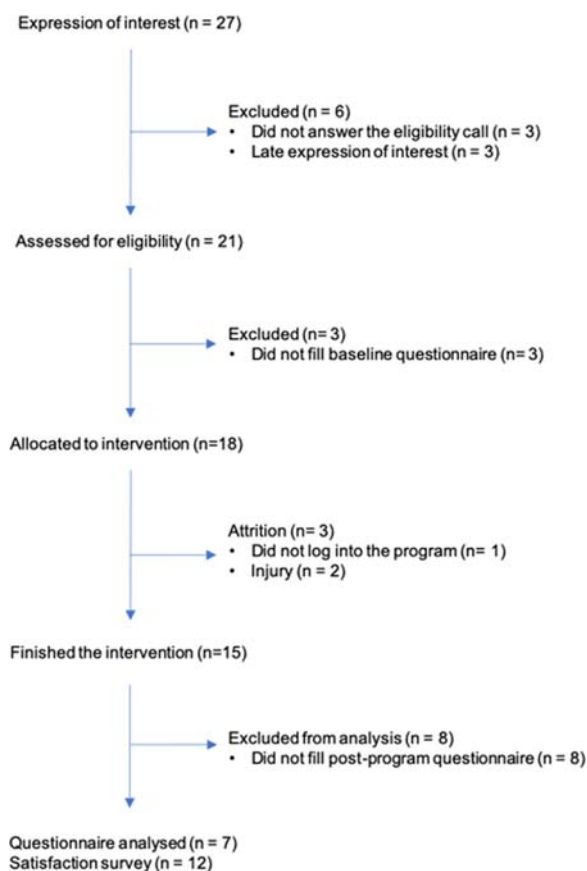 Expression of interest (n = 27)
Excluded (n = 6)
• Did not answer the eligibility call (n = 3)
• Late expression of interest (n = 3)
Assessed for eligibility (n = 21)
Excluded (n= 3)
• Did not fill baseline questionnaire (n= 3)
Allocated to intervention (n=18)
Attrition (n= 3)
• Did not log into the program (n= 1)
• Injury (n = 2)
Finished the intervention (n=15)
Excluded from analysis (n = 8)
• Did not fill post-program questionnaire (n = 8)
Questionnaire analysed (n = 7)
Satisfaction survey (n = 12)